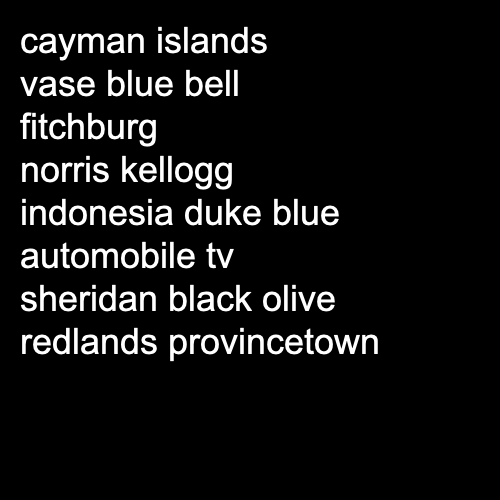 cayman islands
vase blue bell
fitchburg
norris kellogg
indonesia duke blue
automobile tv
sheridan black olive
redlands provincetown